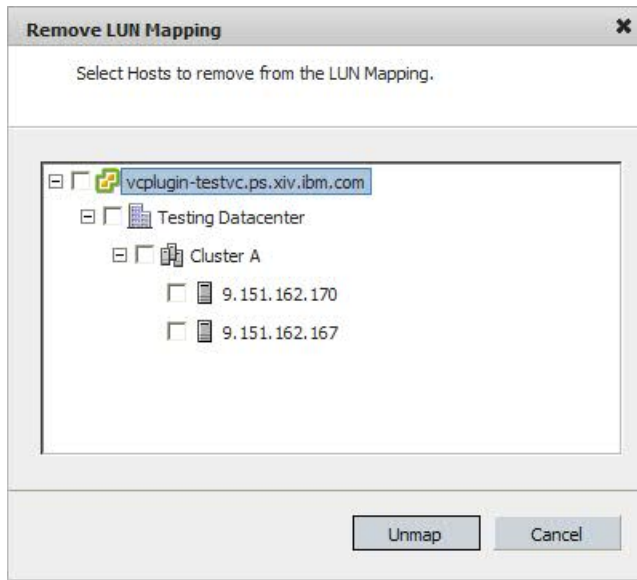 Remove LUN Mapping
Select Hosts to remove from the LUN Mapping.
vcplugin-testvc.ps.xiv.ibm.com
Testing Datacenter
Cluster A
9.151.162.170
9.151.162.167
Unmap Cancel